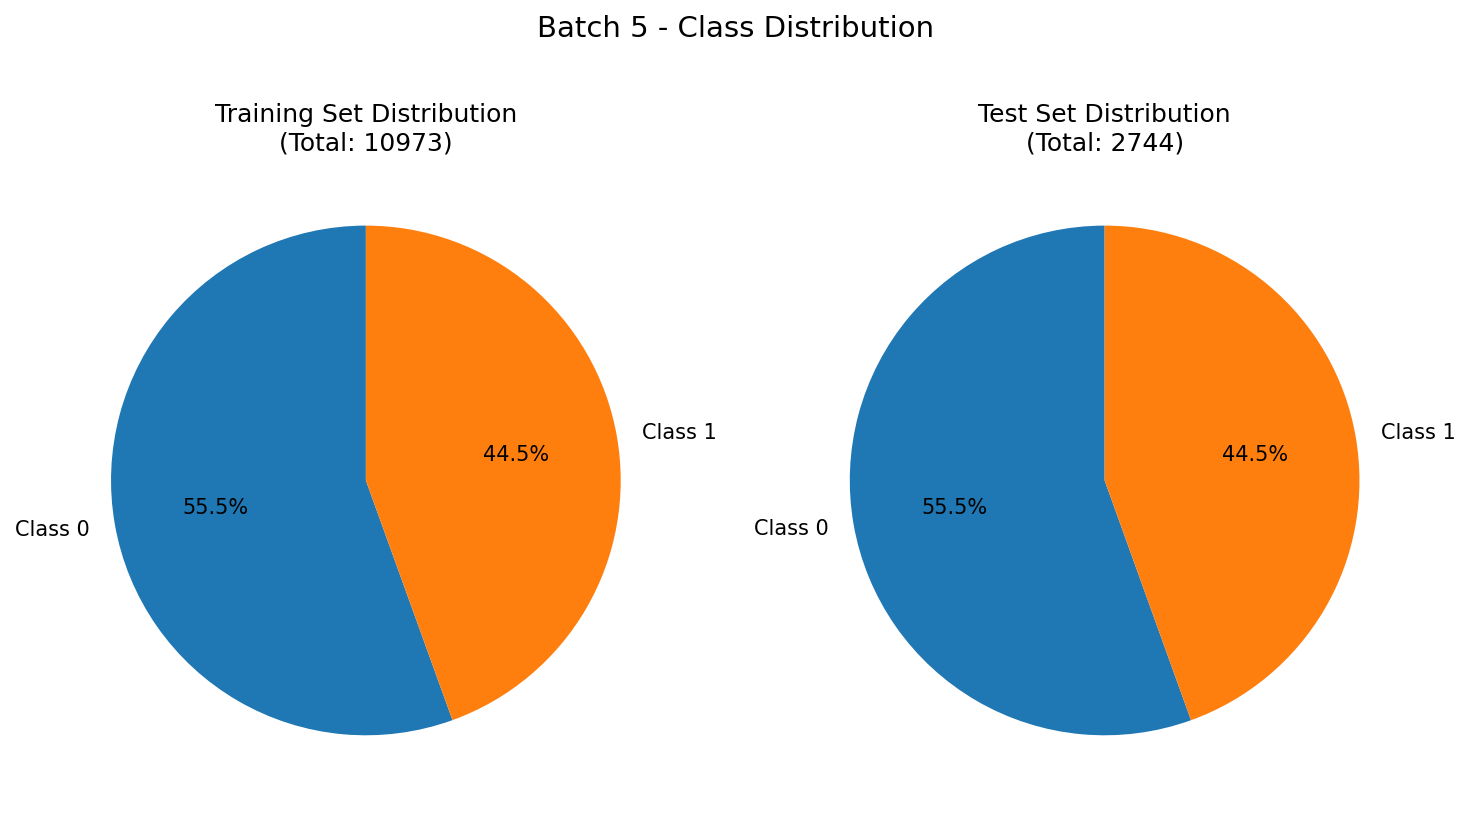 Batch 5 - Class Distribution
Training Set Distribution
(Total: 10973)
Class 0
55.5%
44.5%
Class 1
Test Set Distribution
(Total: 2744)
Class 0
55.5%
44.5%
Class 1